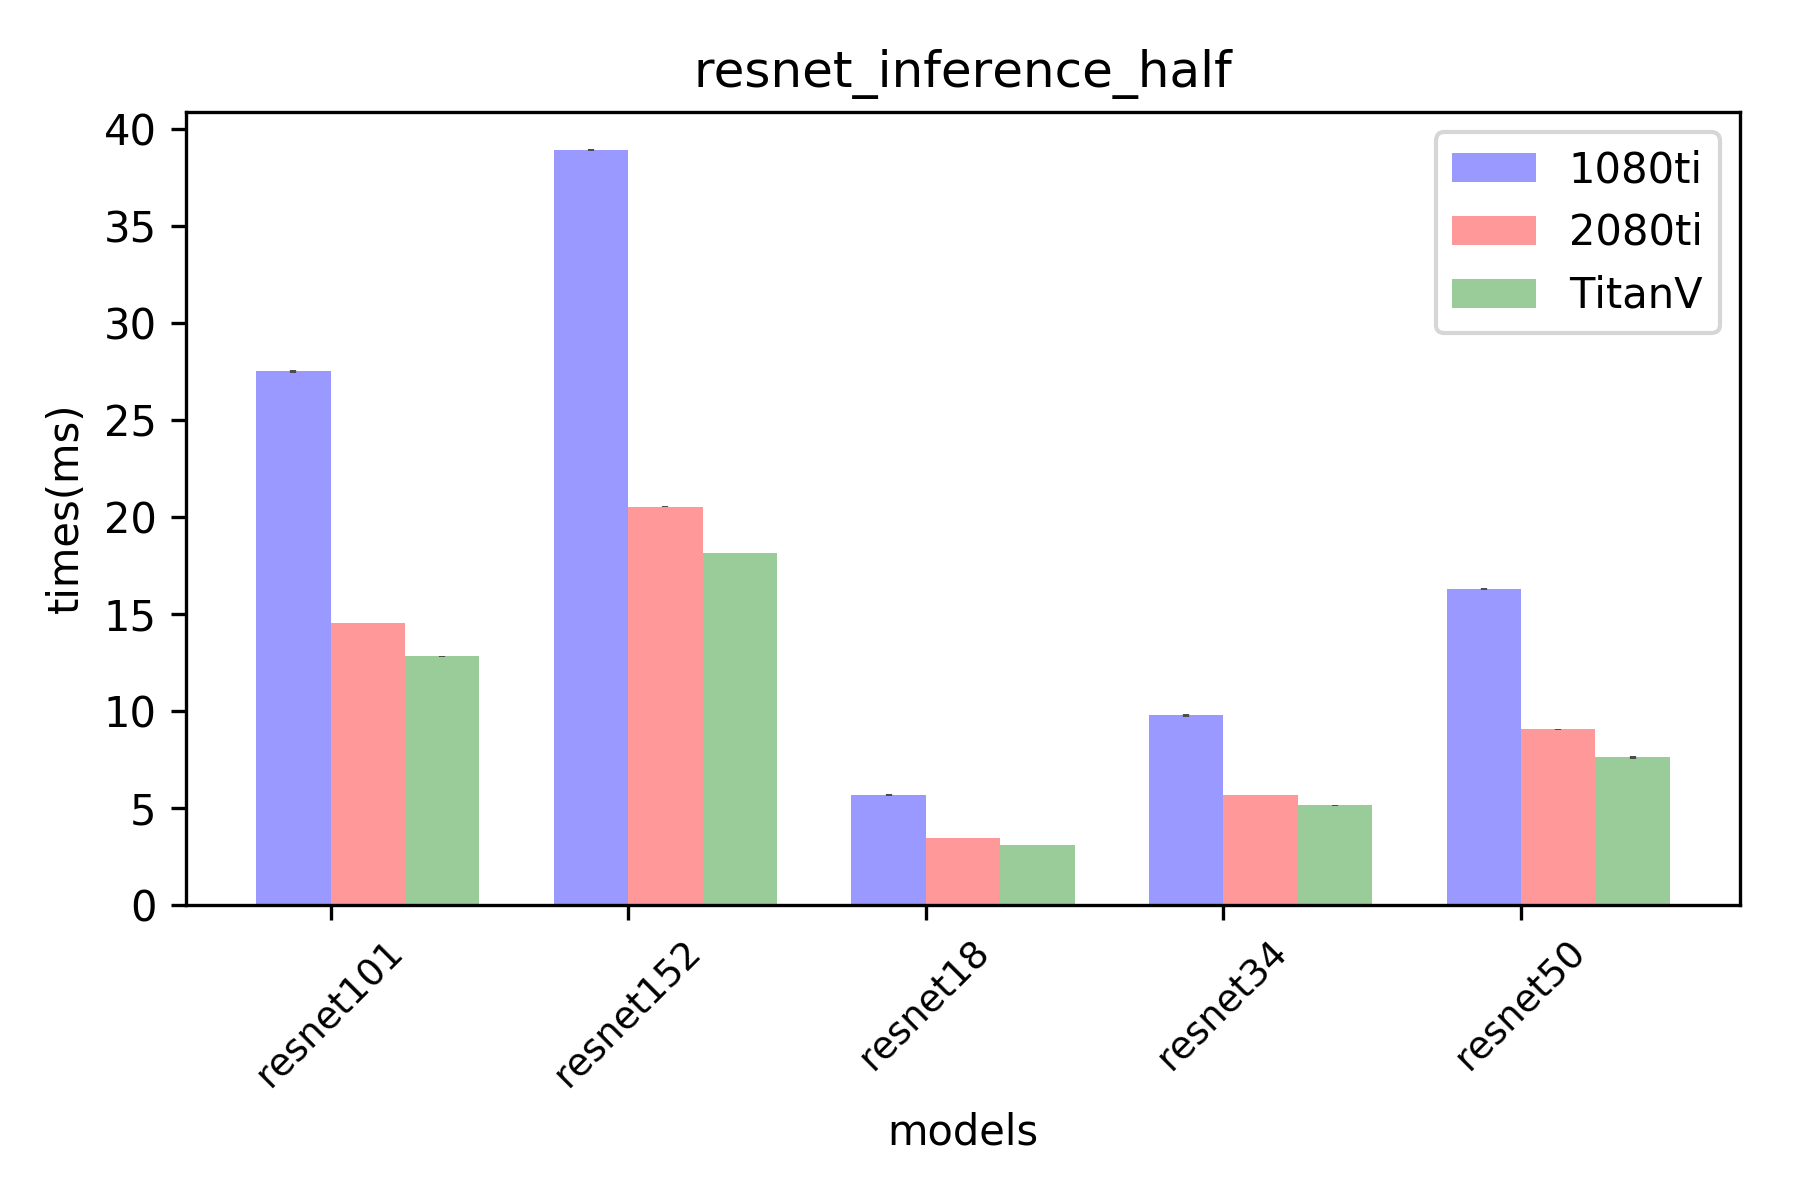 resnet_inference_half
1080ti
2080ti
TitanV
times(ms)
40
35
30
25
20
15
10
5
0
resnet101
resnet152
resnet18
resnet34
resnet50
models